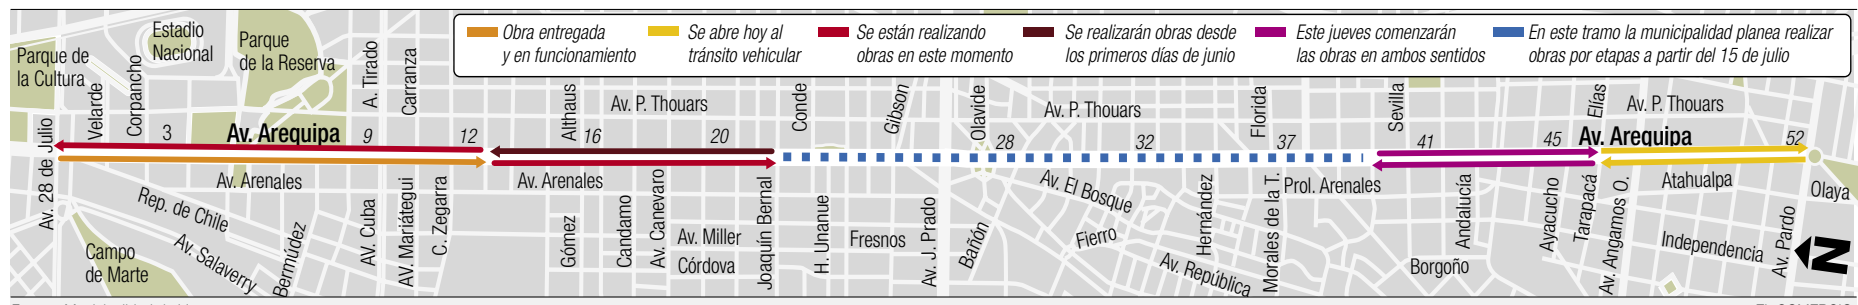 Obra entregada
y en funcionamiento
Se abre hoy al
tránsito vehicular
Se están realizando
obras en este momento
Se realizarán obras desde
los primeros días de junio
Este jueves comenzarán
las obras en ambos sentidos
En este tramo la municipalidad planea realizar
obras por etapas a partir del 15 de julio
Parque de
la Cultura
Estadio
Nacional
Parque
de la Reserva
Velarde
Corpancho
A. Tirado
Carranza
Althaus
Av. P. Thouars
Conde
Gibson
Olavide
Av. P. Thouars
Florida
Sevilla
Elías
Av. P. Thouars
3
Av. Arequipa
9
12
16
20
28
32
37
41
45
Av. Arequipa
52
Av. 28 de Julio
Av. Arenales
Av. Arenales
Av. El Bosque
Prol. Arenales
Atahualpa
Olaya
Rep. de Chile
Av. Salaverry
Campo
de Marte
Bermúdez
Av. Cuba
AV. Mariátegui
C. Zegarra
Gómez
Candamo
Av. Canevaro
Av. Miller
Córdova
Joaquín Bernal
H. Unanue
Fresnos
Av. J. Prado
Bañón
Fierro
Av. República
Hernández
Morales de la T.
Borgoño
Andalucía
Ayacucho
Tarapacá
Av. Angamos O.
Independencia
Av. Pardo
N